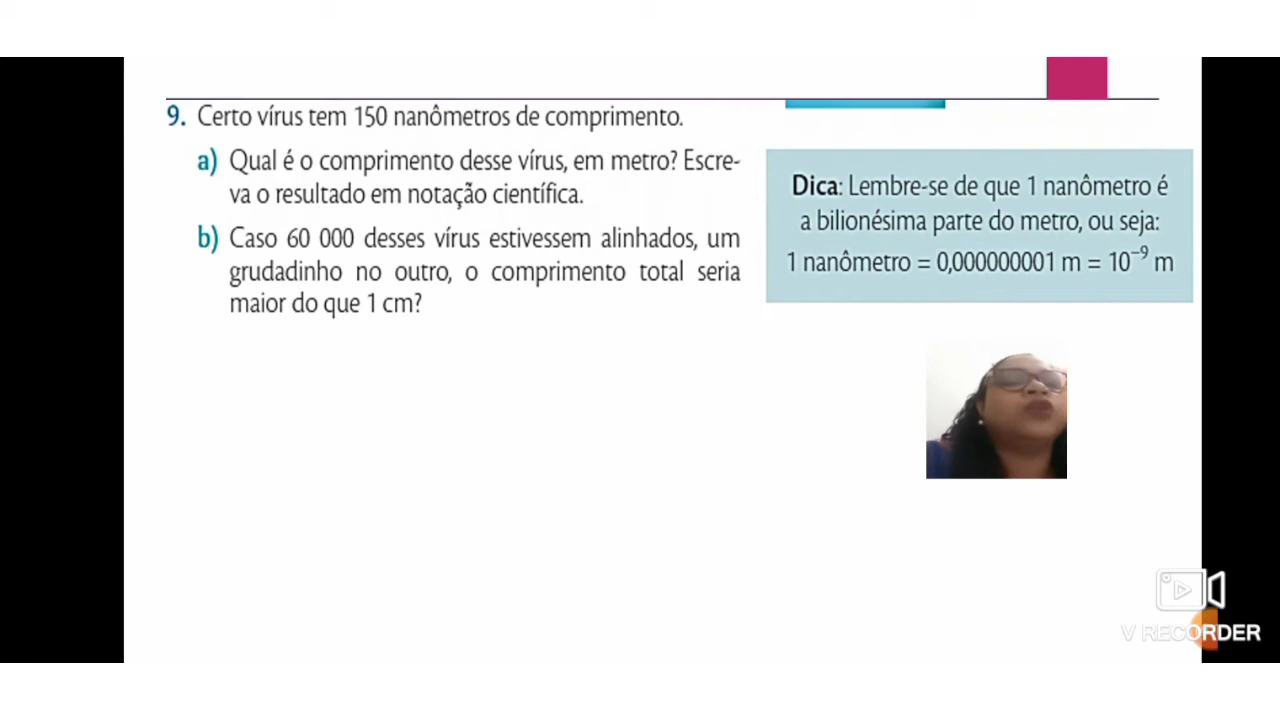 9. Certo vírus tem 150 nanômetros de comprimento.
a) Qual é o comprimento desse vírus, em metro? Escre-
va o resultado em notação científica.
b) Caso 60 000 desses vírus estivessem alinhados, um
grudadinho no outro, o comprimento total seria
maior do que 1 cm?
Dica: Lembre-se de que 1 nanômetro é
a bilionésima parte do metro, ou seja:
1 nanômetro = 0,000000001 m = 10⁻⁹ m
V RECORDER